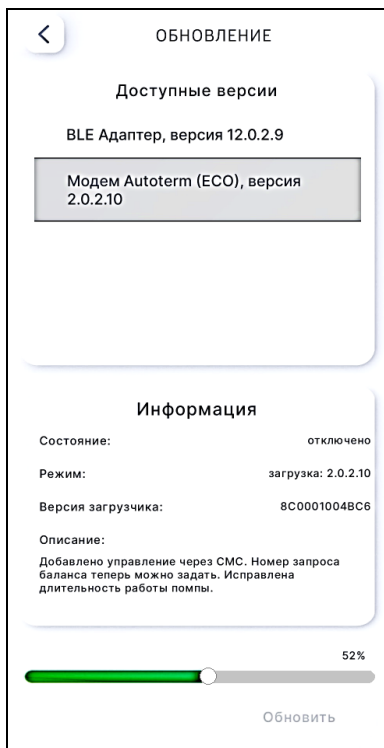 ОБНОВЛЕНИЕ
Доступные версии
BLE Адаптер, версия 12.0.2.9
Модем Autoterm (ECO), версия
2.0.2.10
Информация
Состояние: отключено
Режим: загрузка: 2.0.2.10
Версия загрузчика: 8C0001004BC6
Описание:
Добавлено управление через СМС. Номер запроса
баланса теперь можно задать. Исправлена
длительность работы помпы.
52%
Обновить